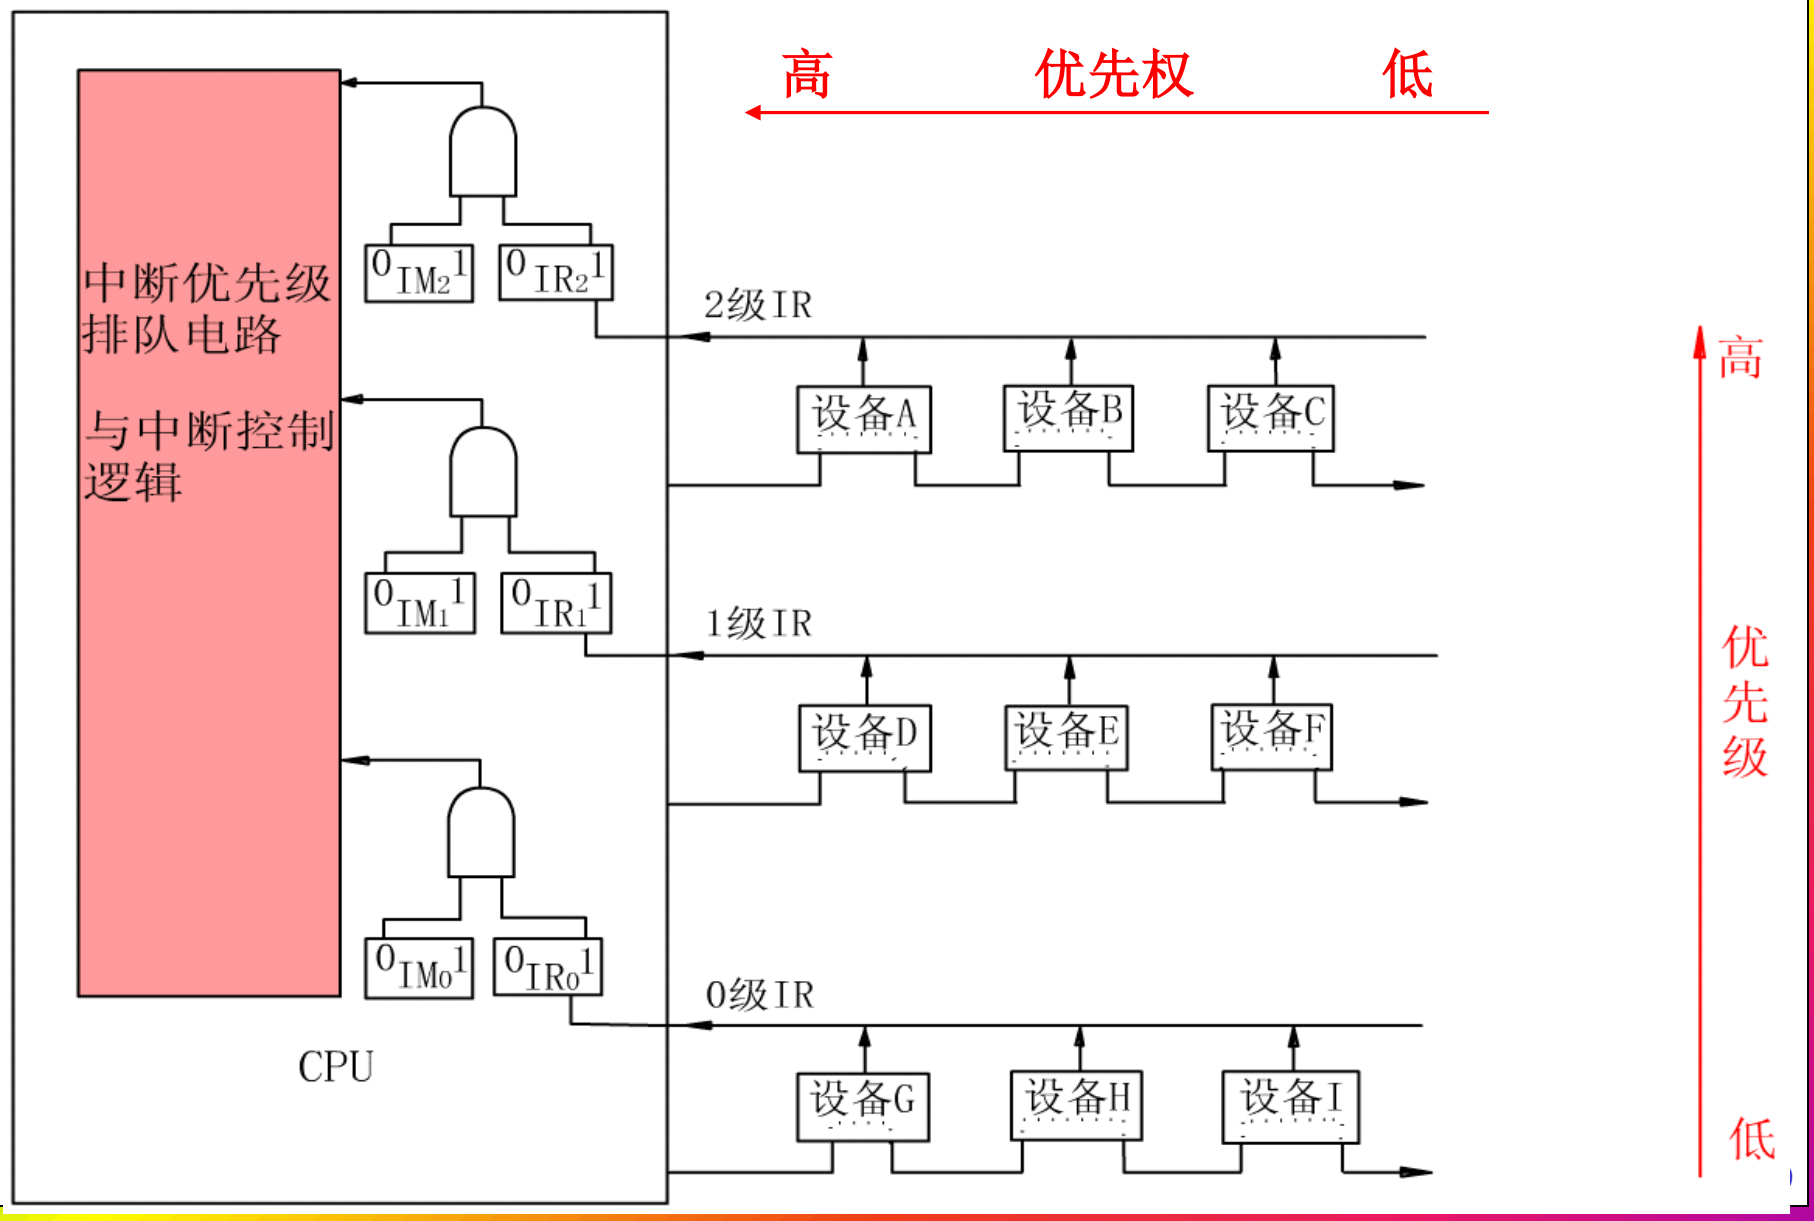 高 优先权 低
中断优先级
排队电路
与中断控制
逻辑
0 IM2 1
0 IR2 1
2级IR
设备A
设备B
设备C
高
0 IM1 1
0 IR1 1
1级IR
设备D
设备E
设备F
优
先
级
0 IM0 1
0 IR0 1
0级IR
设备G
设备H
设备I
低
CPU